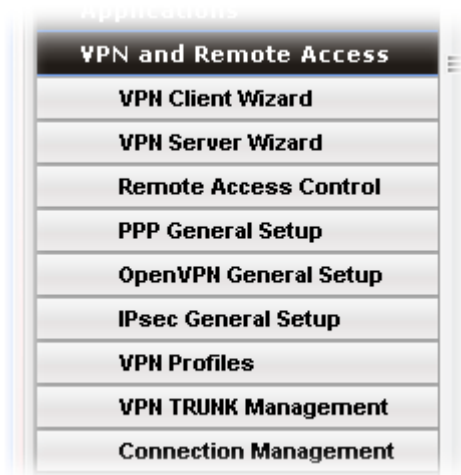 Applications
VPN and Remote Access
VPN Client Wizard
VPN Server Wizard
Remote Access Control
PPP General Setup
OpenVPN General Setup
IPsec General Setup
VPN Profiles
VPN TRUNK Management
Connection Management